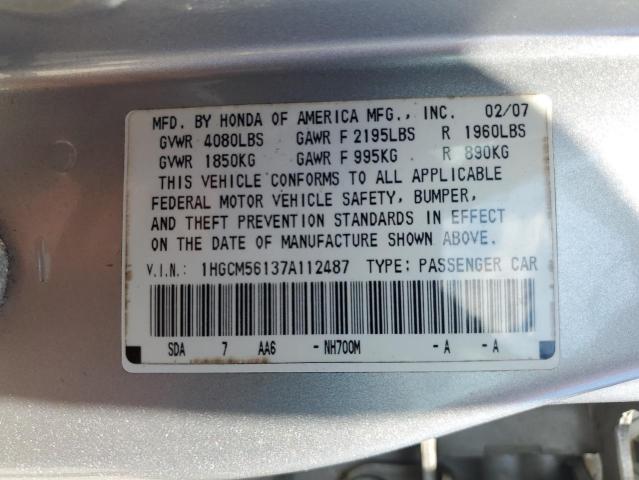 MFD. BY HONDA OF AMERICA MFG., INC. 02/07
GVWR 4080LBS GAWR F 2195LBS R 1960LBS
GVWR 1850KG GAWR F 995KG R 890KG
THIS VEHICLE CONFORMS TO ALL APPLICABLE
FEDERAL MOTOR VEHICLE SAFETY, BUMPER,
AND THEFT PREVENTION STANDARDS IN EFFECT
ON THE DATE OF MANUFACTURE SHOWN ABOVE.
V.I.N.: 1HGCM56137A112487 TYPE: PASSENGER CAR
SDA 7 AA6 -NH700M -A -A